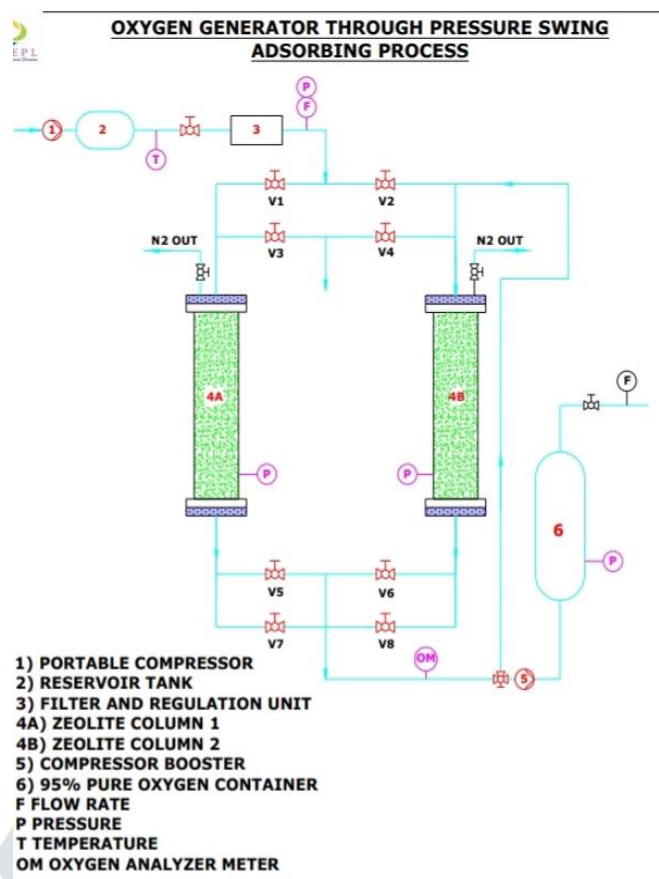 OXYGEN GENERATOR THROUGH PRESSURE SWING
ADSORBING PROCESS
EPL
P
F
1
2
3
T
V1
V2
N2 OUT
V3
V4
N2 OUT
4A
4B
F
P
P
6
P
V5
V6
V7
V8
OM
5
1) PORTABLE COMPRESSOR
2) RESERVOIR TANK
3) FILTER AND REGULATION UNIT
4A) ZEOLITE COLUMN 1
4B) ZEOLITE COLUMN 2
5) COMPRESSOR BOOSTER
6) 95% PURE OXYGEN CONTAINER
F FLOW RATE
P PRESSURE
T TEMPERATURE
OM OXYGEN ANALYZER METER